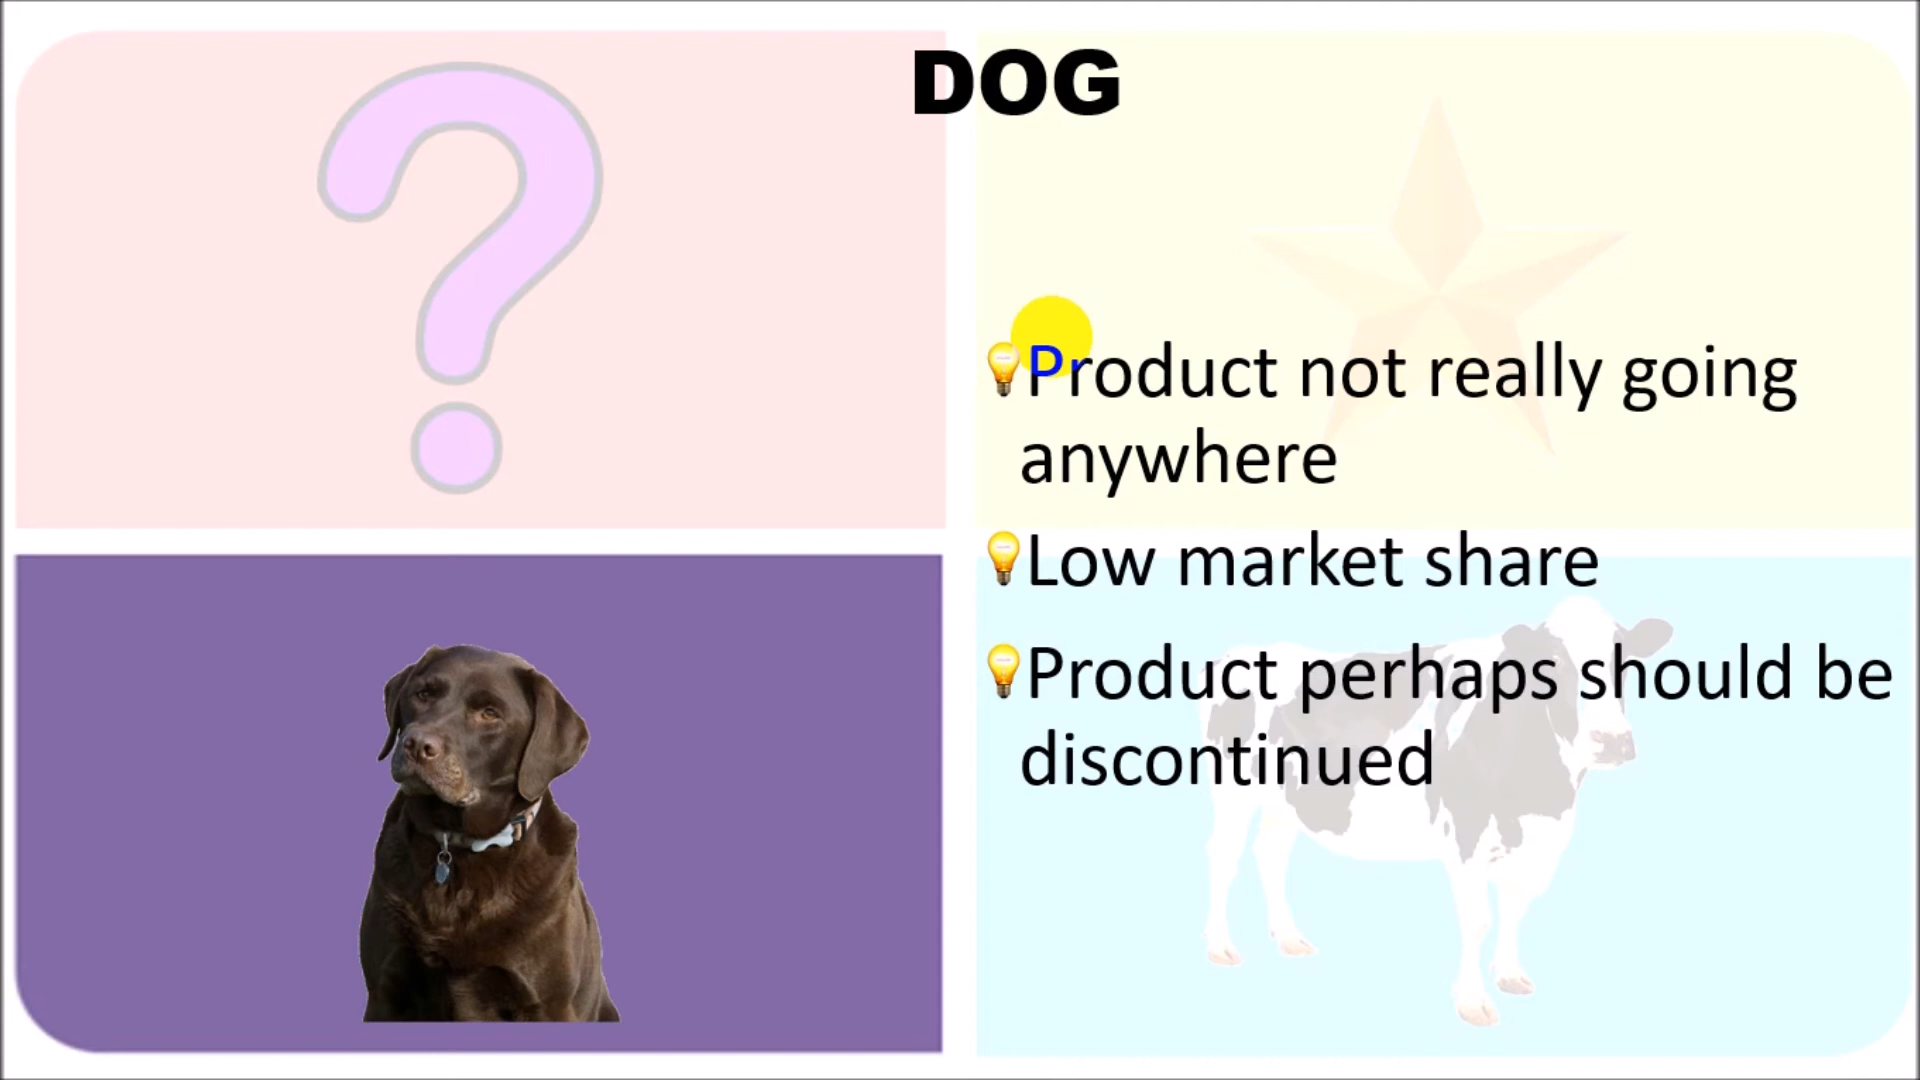 DOG
Product not really going
anywhere
Low market share
Product perhaps should be
discontinued